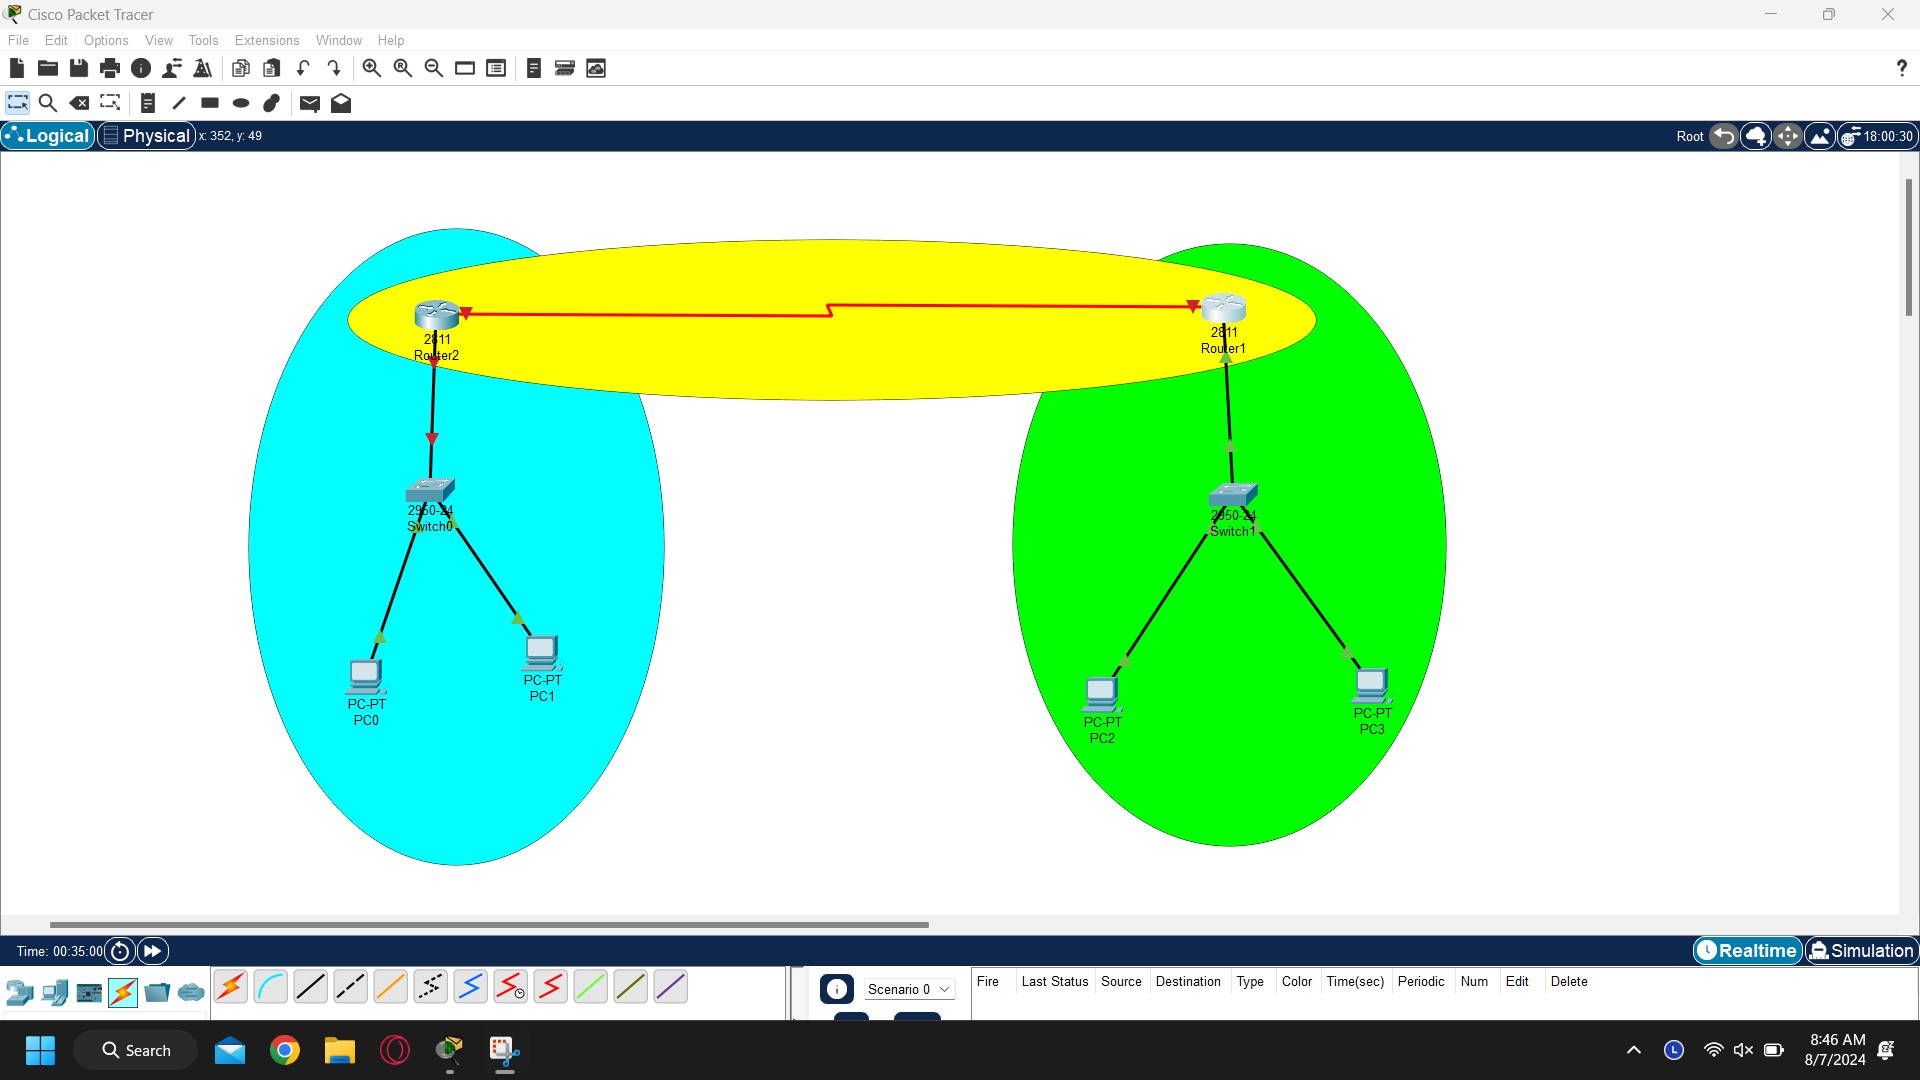 Cisco Packet Tracer
File Edit Options View Tools Extensions Window Help
?
Logical Physical x: 352, y: 49 Root 18:00:30
2811
Router2
2811
Router1
2950-24
Switch0
2950-24
Switch1
PC-PT
PC0
PC-PT
PC1
PC-PT
PC2
PC-PT
PC3
Time: 00:35:00 Realtime Simulation
Scenario 0 Fire Last Status Source Destination Type Color Time(sec) Periodic Num Edit Delete
Search L 8:46 AM
8/7/2024